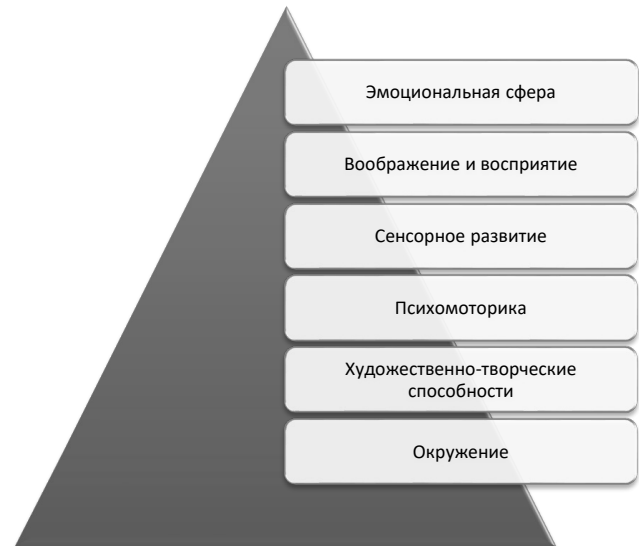 Эмоциональная сфера
Воображение и восприятие
Сенсорное развитие
Психомоторика
Художественно-творческие
способности
Окружение